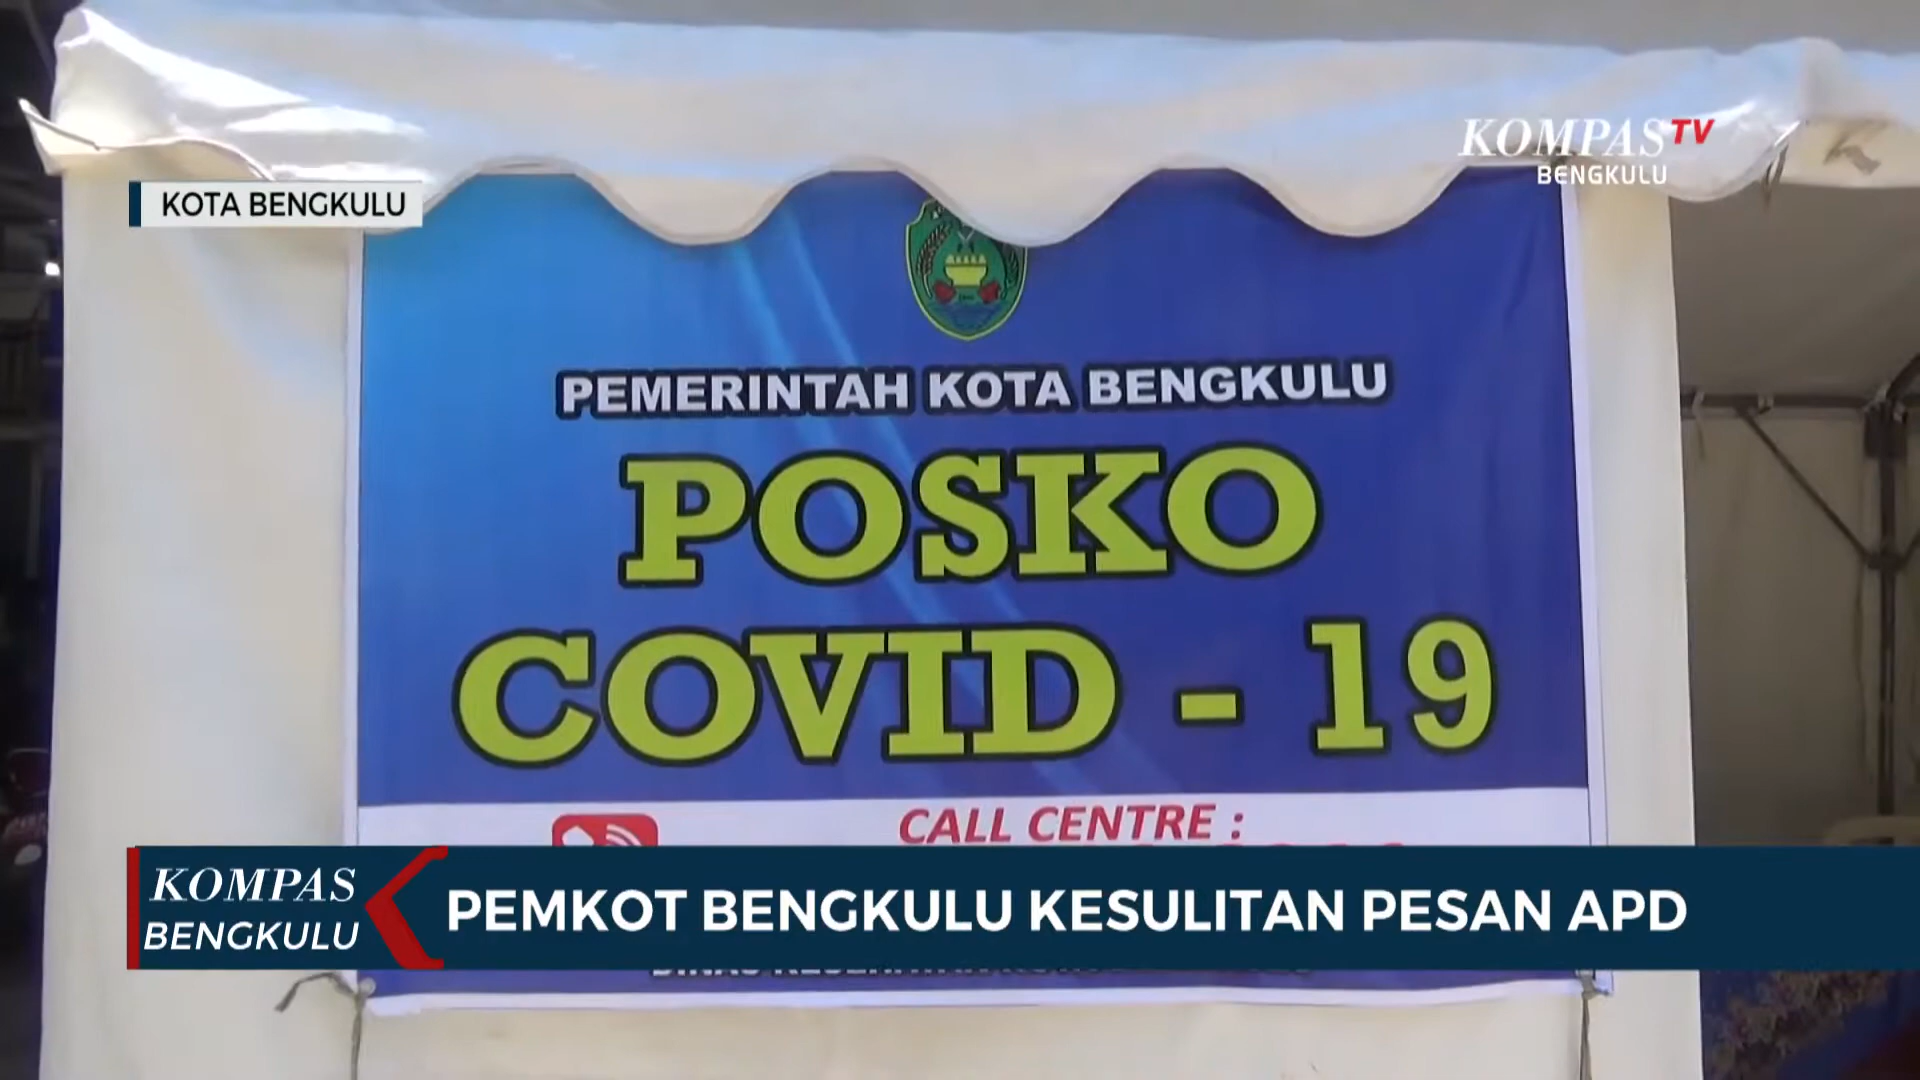 KOMPAS TV
BENGKULU
KOTA BENGKULU
PEMERINTAH KOTA BENGKULU
POSKO
COVID - 19
CALL CENTRE :
KOMPAS
BENGKULU
PEMKOT BENGKULU KESULITAN PESAN APD